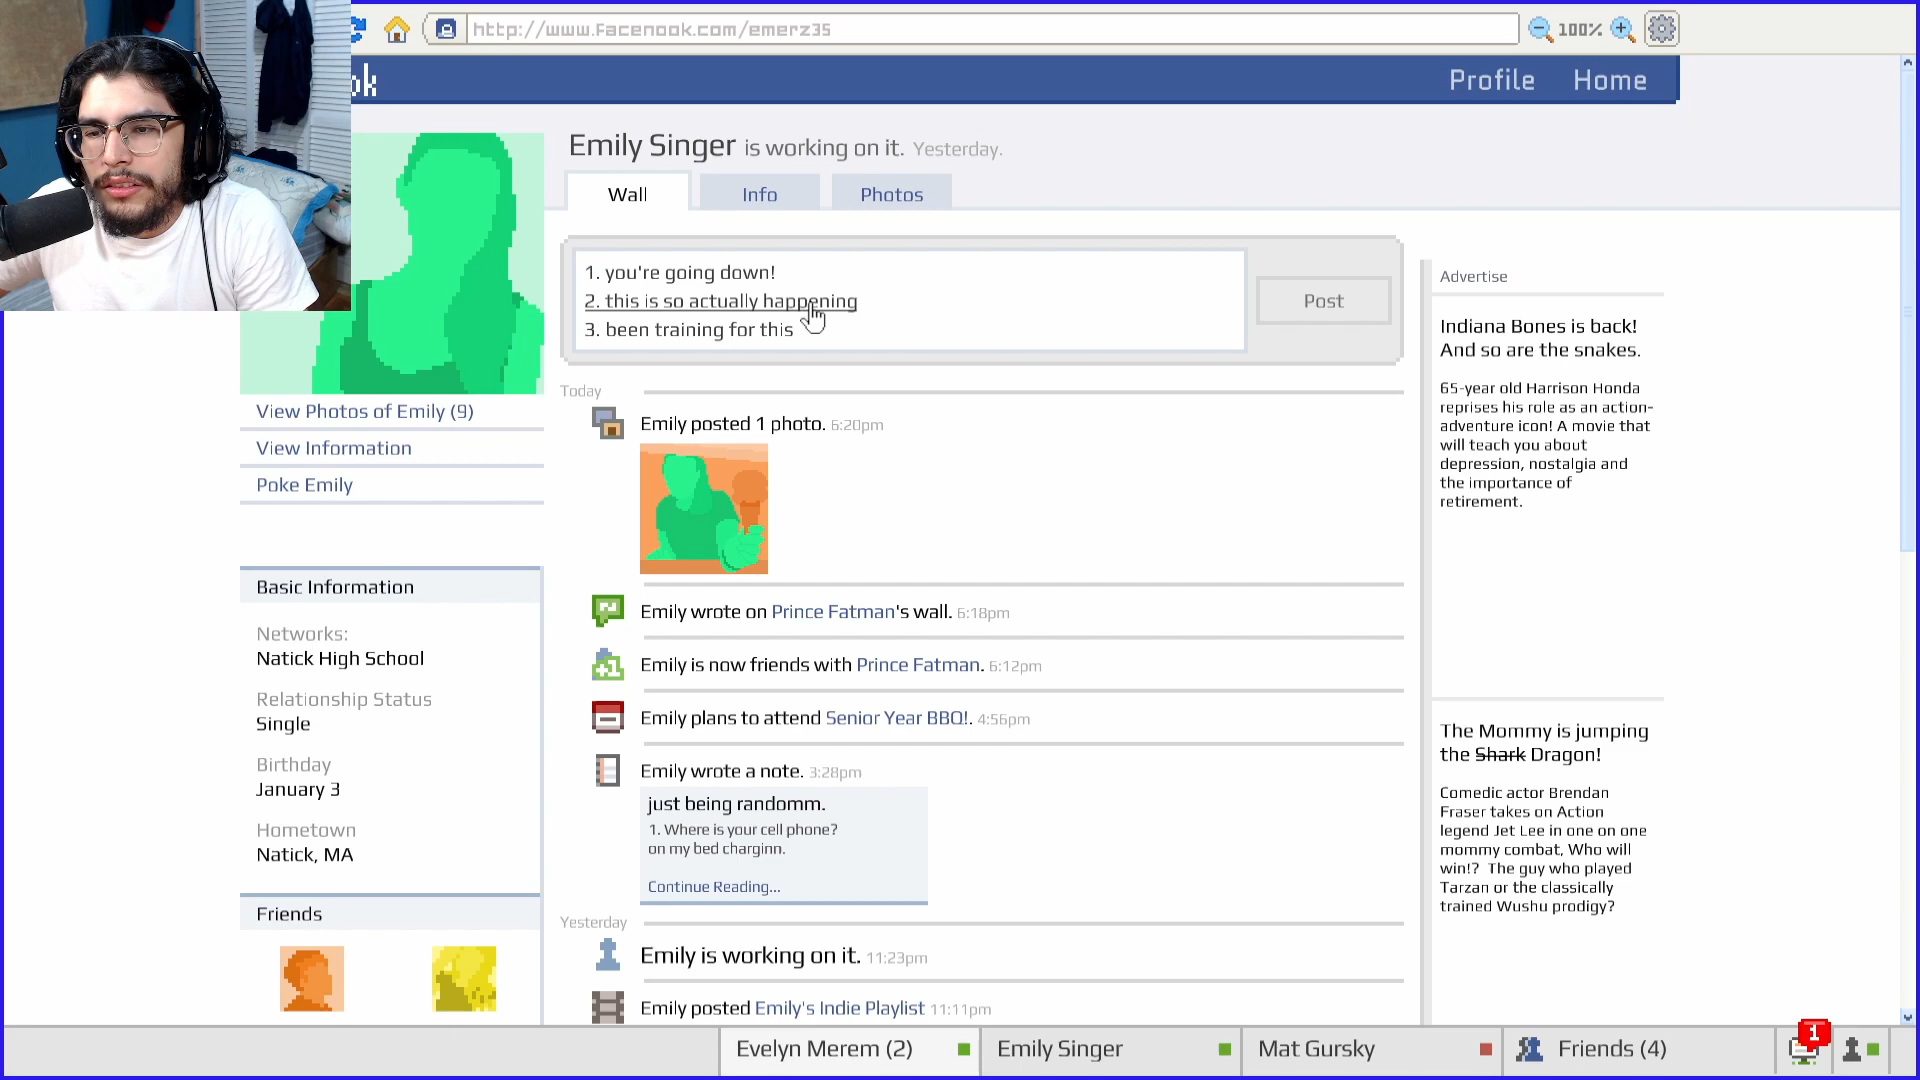 http://www.facenook.com/emerz35
100%
ok
Profile
Home
Emily Singer is working on it. Yesterday.
Wall
Info
Photos
1. you're going down!
2. this is so actually happening
3. been training for this
Post
View Photos of Emily (9)
View Information
Poke Emily
Basic Information
Networks:
Natick High School
Relationship Status
Single
Birthday
January 3
Hometown
Natick, MA
Friends
Today
Emily posted 1 photo. 6:20pm
Emily wrote on Prince Fatman's wall. 6:18pm
+1
Emily is now friends with Prince Fatman. 6:12pm
Emily plans to attend Senior Year BBQ!. 4:56pm
Emily wrote a note. 3:28pm
just being randomm.
1. Where is your cell phone?
on my bed charginn.
Continue Reading...
Yesterday
Emily is working on it. 11:23pm
Emily posted Emily's Indie Playlist 11:11pm
Advertise
Indiana Bones is back!
And so are the snakes.
65-year old Harrison Honda
reprises his role as an action-
adventure icon! A movie that
will teach you about
depression, nostalgia and
the importance of
retirement.
The Mommy is jumping
the Shark Dragon!
Comedic actor Brendan
Fraser takes on Action
legend Jet Lee in one on one
mommy combat, Who will
win!? The guy who played
Tarzan or the classically
trained Wushu prodigy?
Evelyn Merem (2)
Emily Singer
Mat Gursky
Friends (4)
1